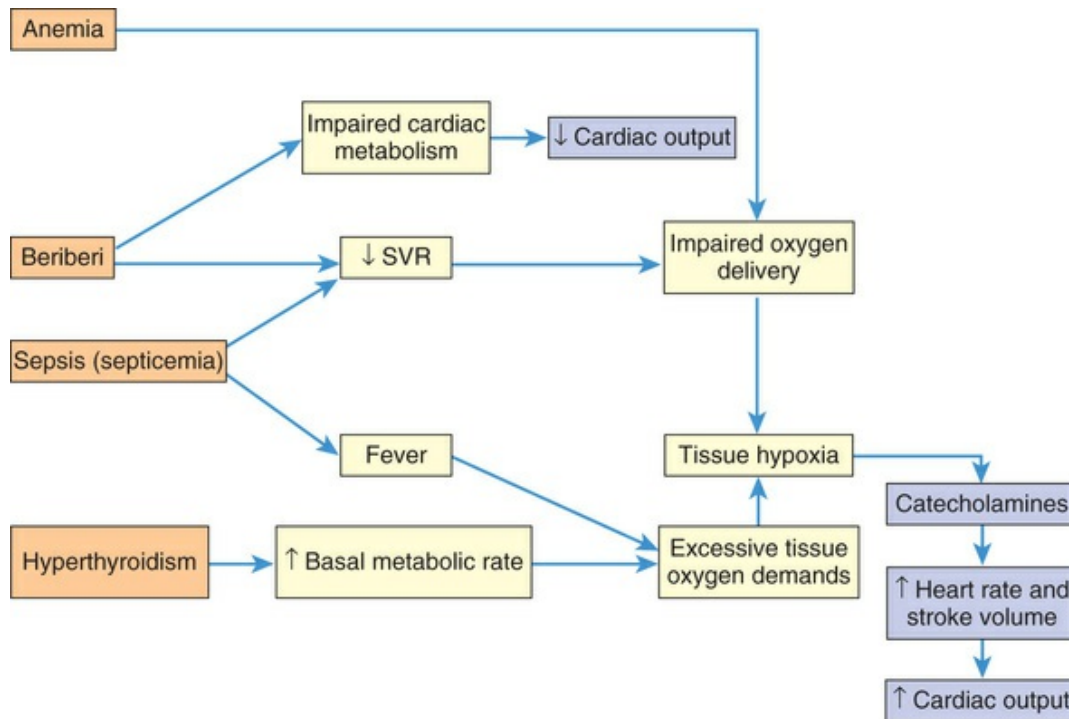 Anemia
Impaired cardiac
metabolism
↓ Cardiac output
Beriberi
↓ SVR
Impaired oxygen
delivery
Sepsis (septicemia)
Fever
Tissue hypoxia
Catecholamines
Hyperthyroidism
↑ Basal metabolic rate
Excessive tissue
oxygen demands
↑ Heart rate and
stroke volume
↑ Cardiac output